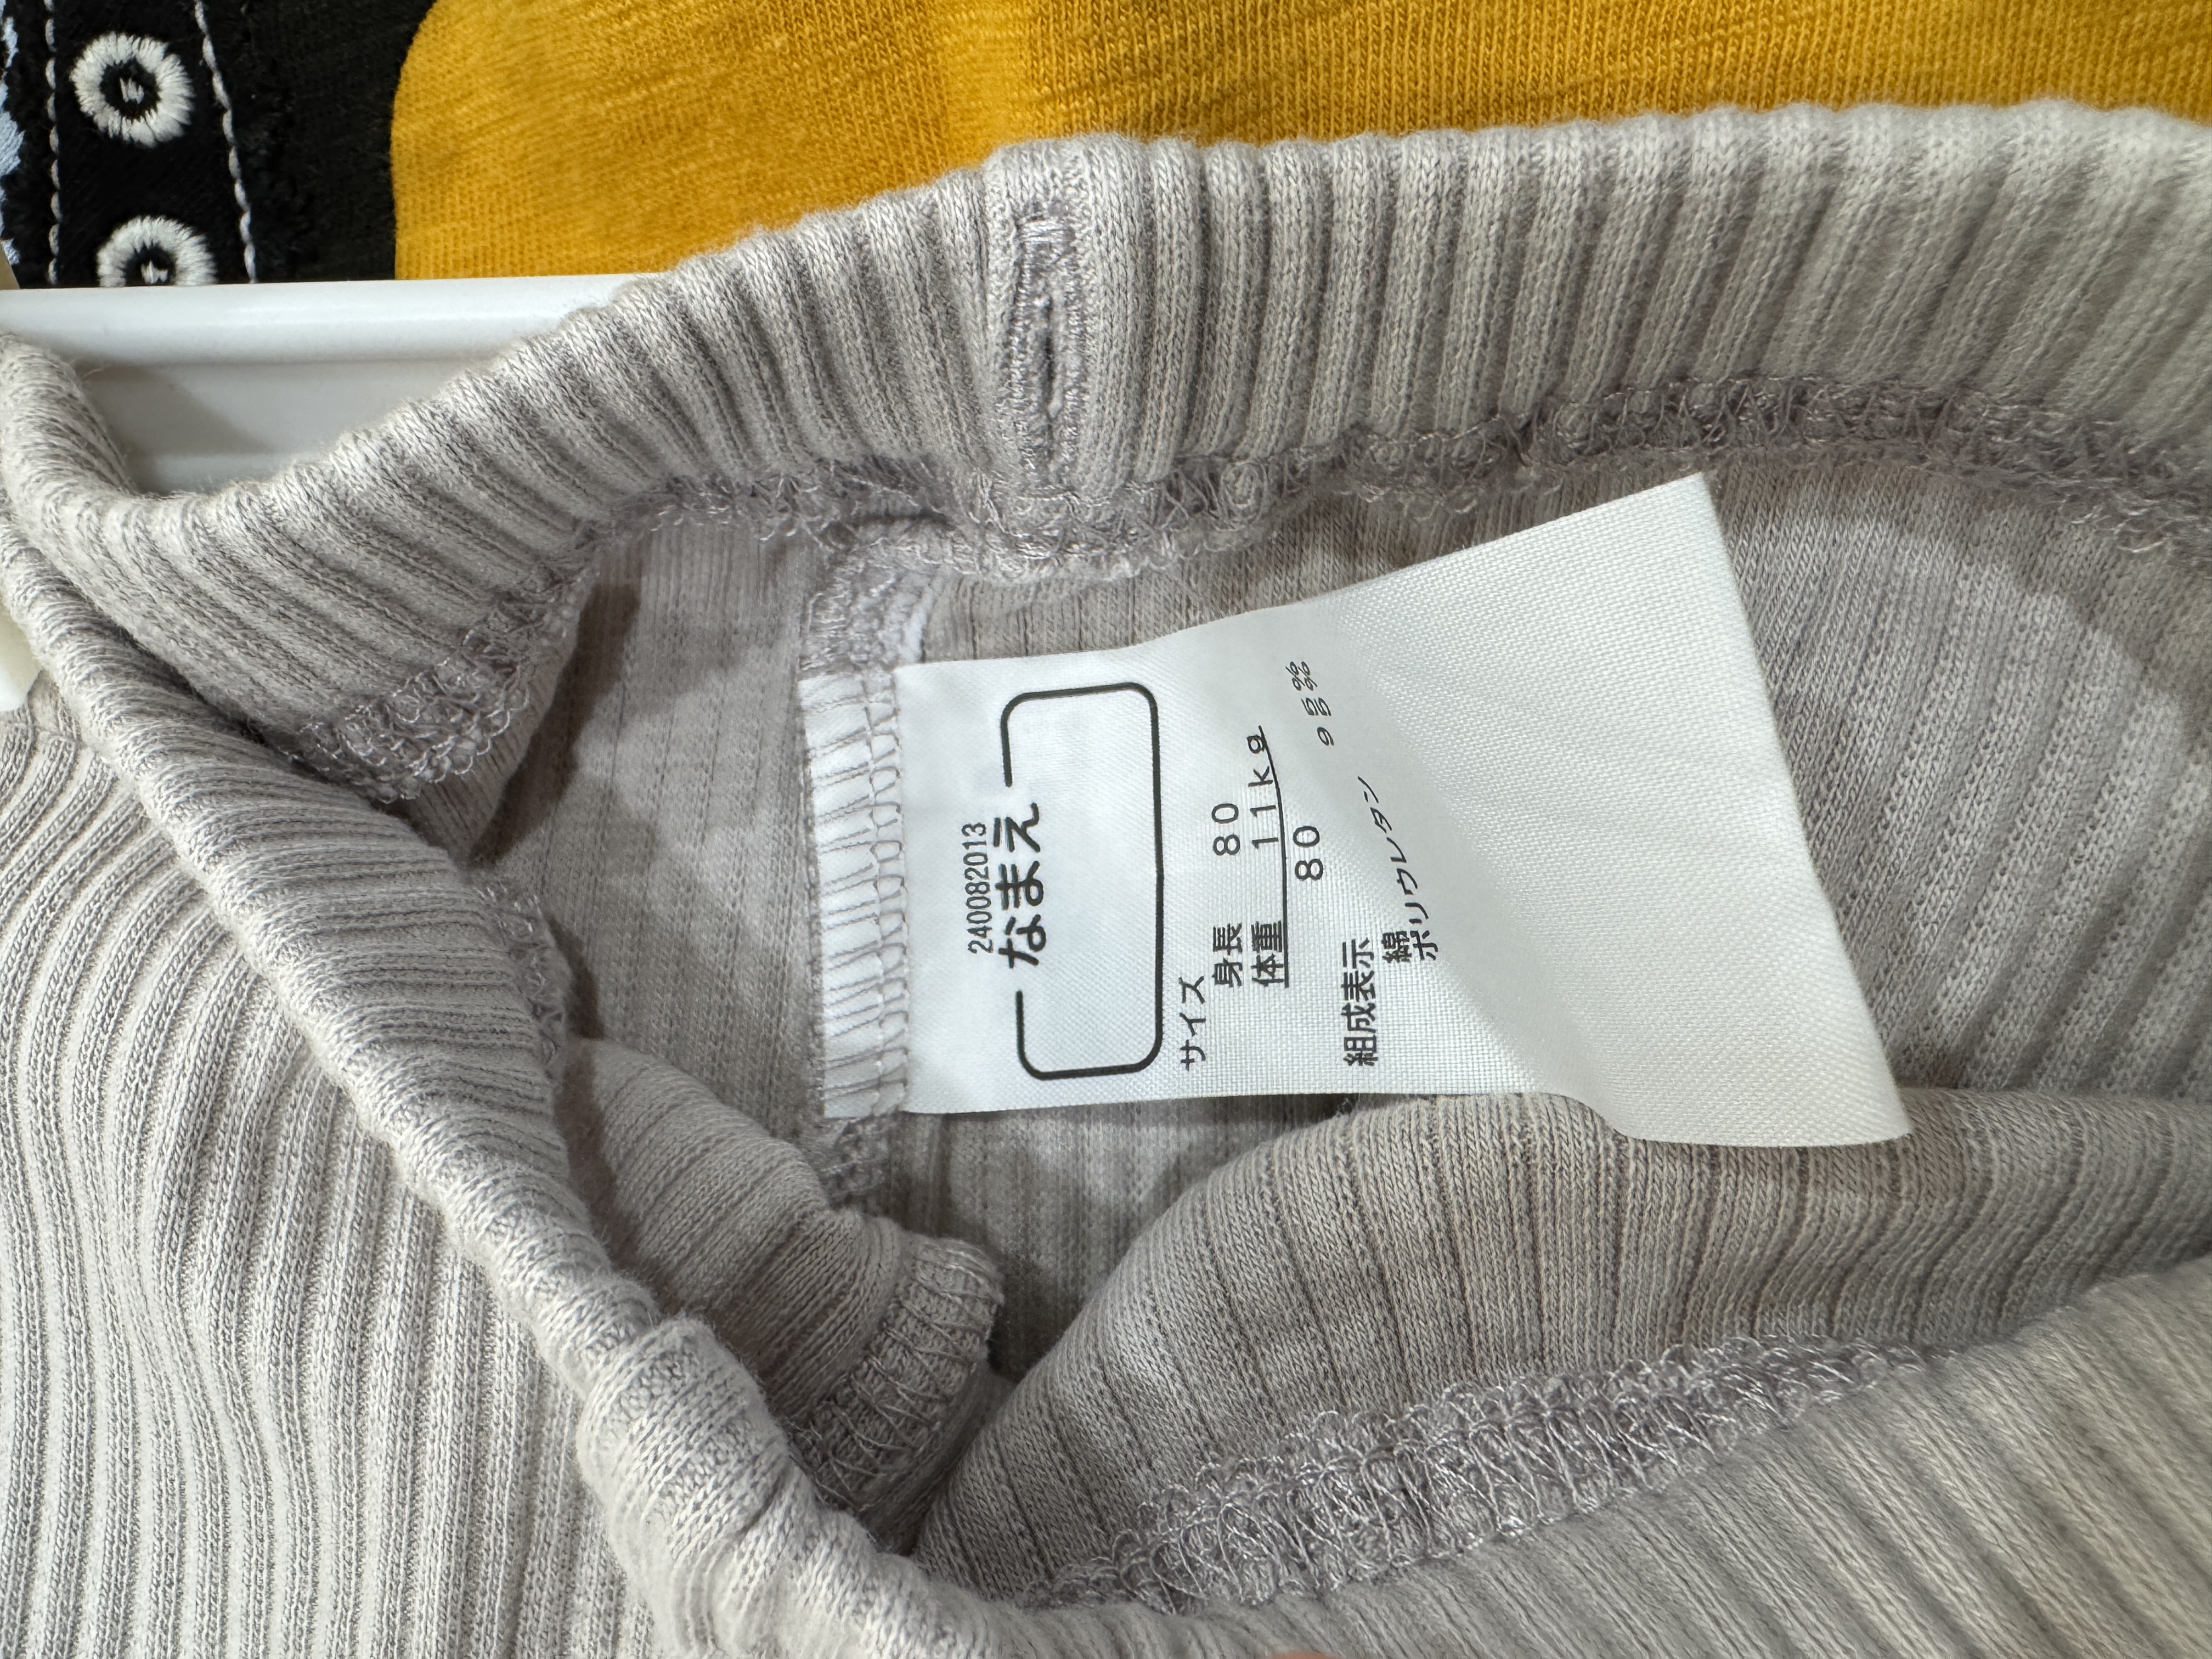 240082013
なまえ
サイズ
身長 80
体重 11kg
80
組成表示
綿 95%
ポリウレタン 5%